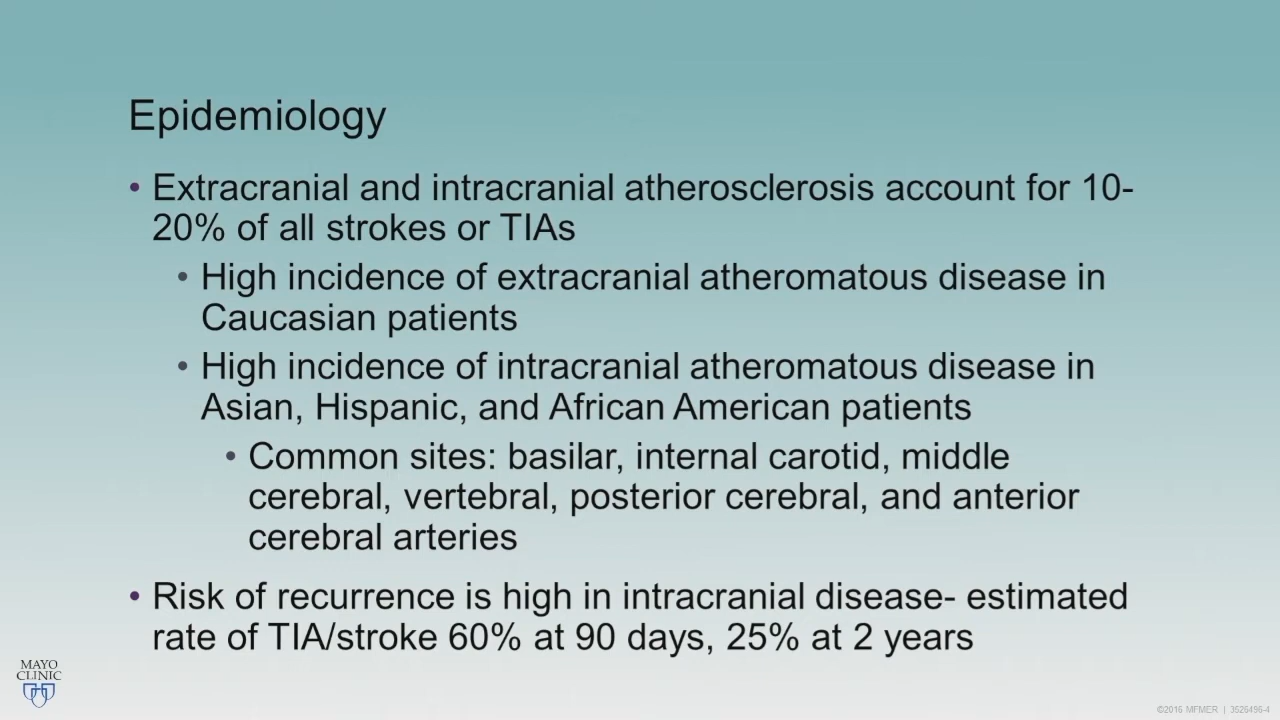 Epidemiology
• Extracranial and intracranial atherosclerosis account for 10-
20% of all strokes or TIAs
• High incidence of extracranial atheromatous disease in
Caucasian patients
• High incidence of intracranial atheromatous disease in
Asian, Hispanic, and African American patients
• Common sites: basilar, internal carotid, middle
cerebral, vertebral, posterior cerebral, and anterior
cerebral arteries
• Risk of recurrence is high in intracranial disease- estimated
rate of TIA/stroke 60% at 90 days, 25% at 2 years
MAYO
CLINIC
©2016 MFMER | 3526496-4